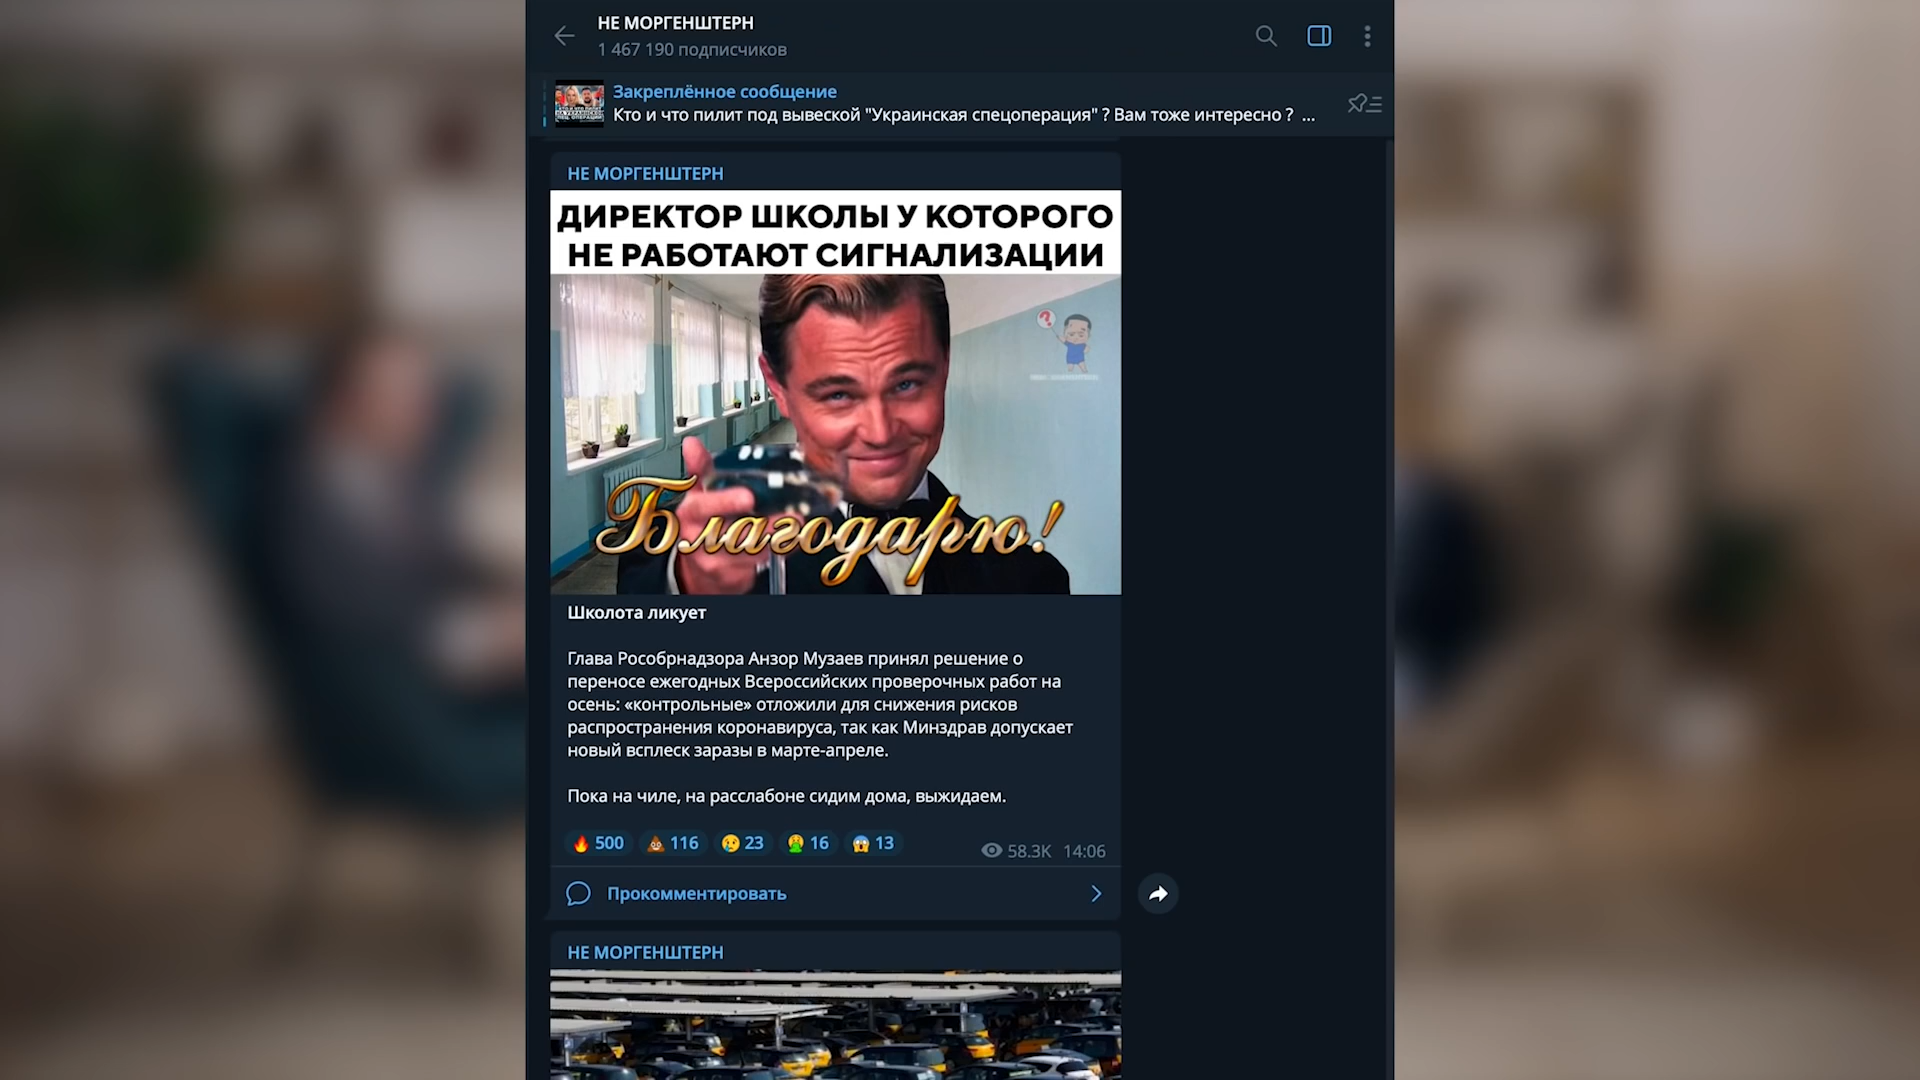 НЕ МОРГЕНШТЕРН
1 467 190 подписчиков
Закреплённое сообщение
Кто и что пилит под вывеской "Украинская спецоперация" ? Вам тоже интересно ? ...
НЕ МОРГЕНШТЕРН
ДИРЕКТОР ШКОЛЫ У КОТОРОГО
НЕ РАБОТАЮТ СИГНАЛИЗАЦИИ
?
Благодарю!
Школота ликует
Глава Рособрнадзора Анзор Музаев принял решение о
переносе ежегодных Всероссийских проверочных работ на
осень: «контрольные» отложили для снижения рисков
распространения коронавируса, так как Минздрав допускает
новый всплеск заразы в марте-апреле.
Пока на чиле, на расслабоне сидим дома, выжидаем.
500 116 23 16 13
58.3K 14:06
Прокомментировать
НЕ МОРГЕНШТЕРН